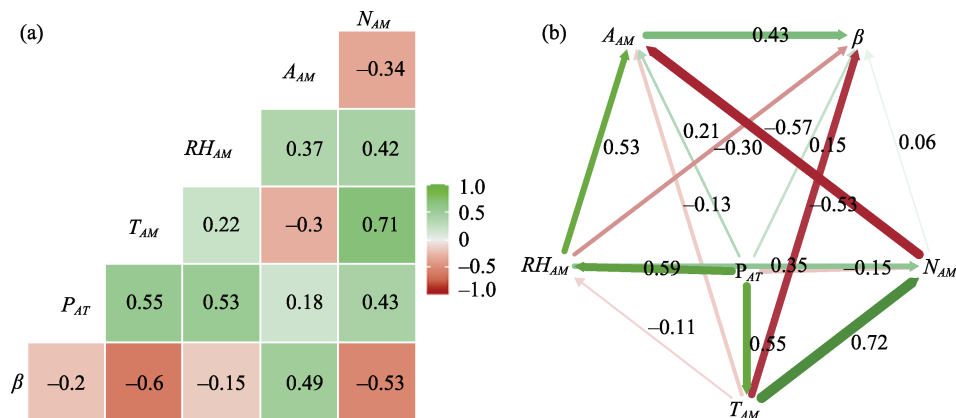 (a)
N_AM
−0.34
A_AM
0.37 0.42
RH_AM
0.22 −0.3 0.71
T_AM
0.55 0.53 0.18 0.43
P_AT
β −0.2 −0.6 −0.15 0.49 −0.53
1.0
0.5
0
−0.5
−1.0
(b)
A_AM 0.43 β
0.21 −0.57
0.53 −0.30 0.15 0.06
−0.13 −0.53
RH_AM 0.59 P_AT 0.35 −0.15 N_AM
−0.11 0.55 0.72
T_AM